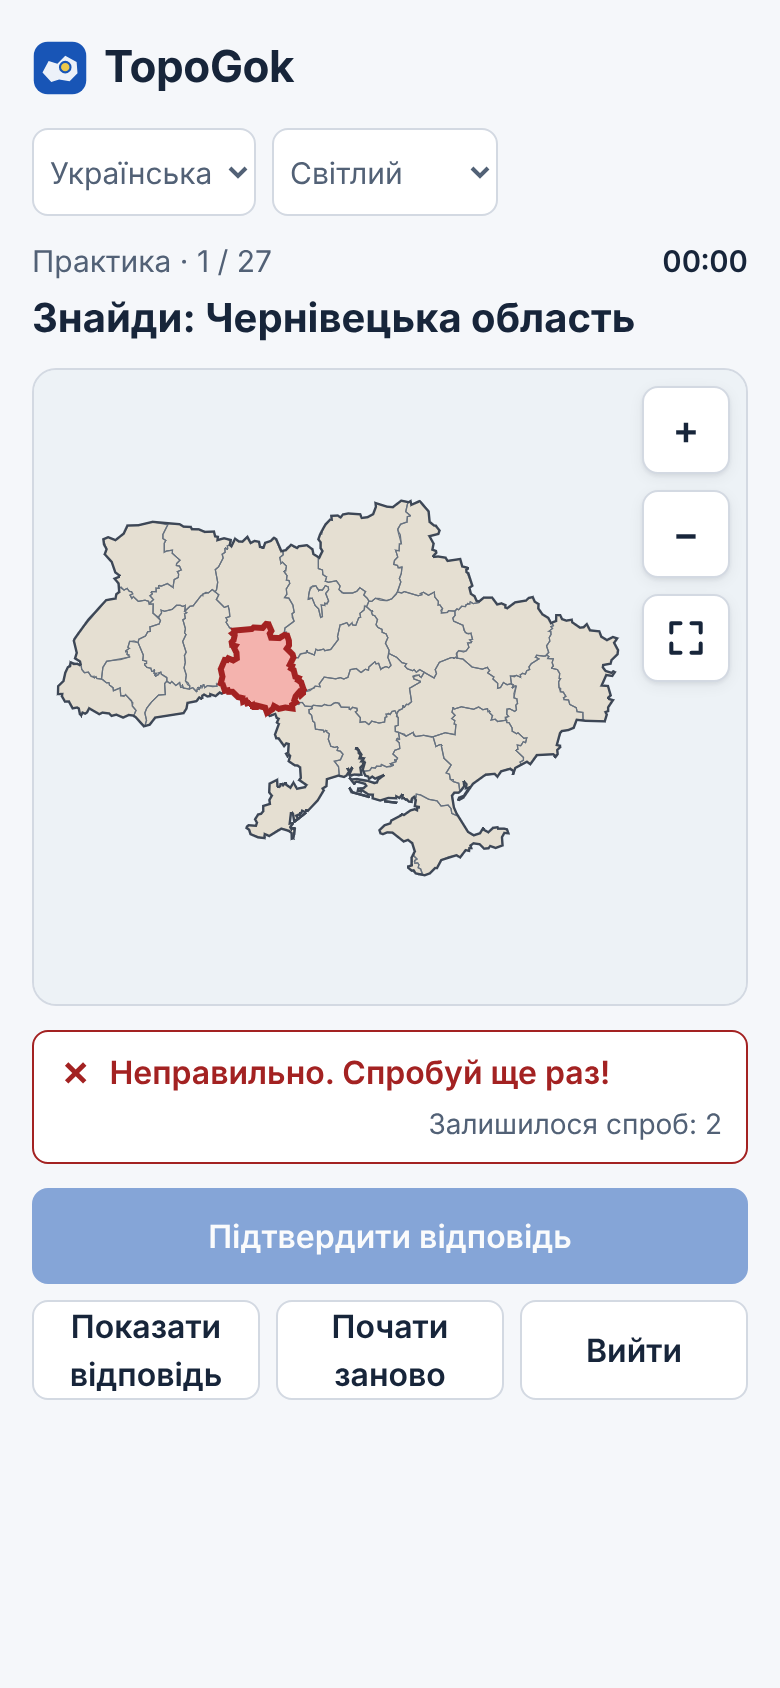 TopoGok
Українська
Світлий
Практика · 1 / 27
00:00
Знайди: Чернівецька область
+
−
✕ Неправильно. Спробуй ще раз!
Залишилося спроб: 2
Підтвердити відповідь
Показати
відповідь
Почати
заново
Вийти